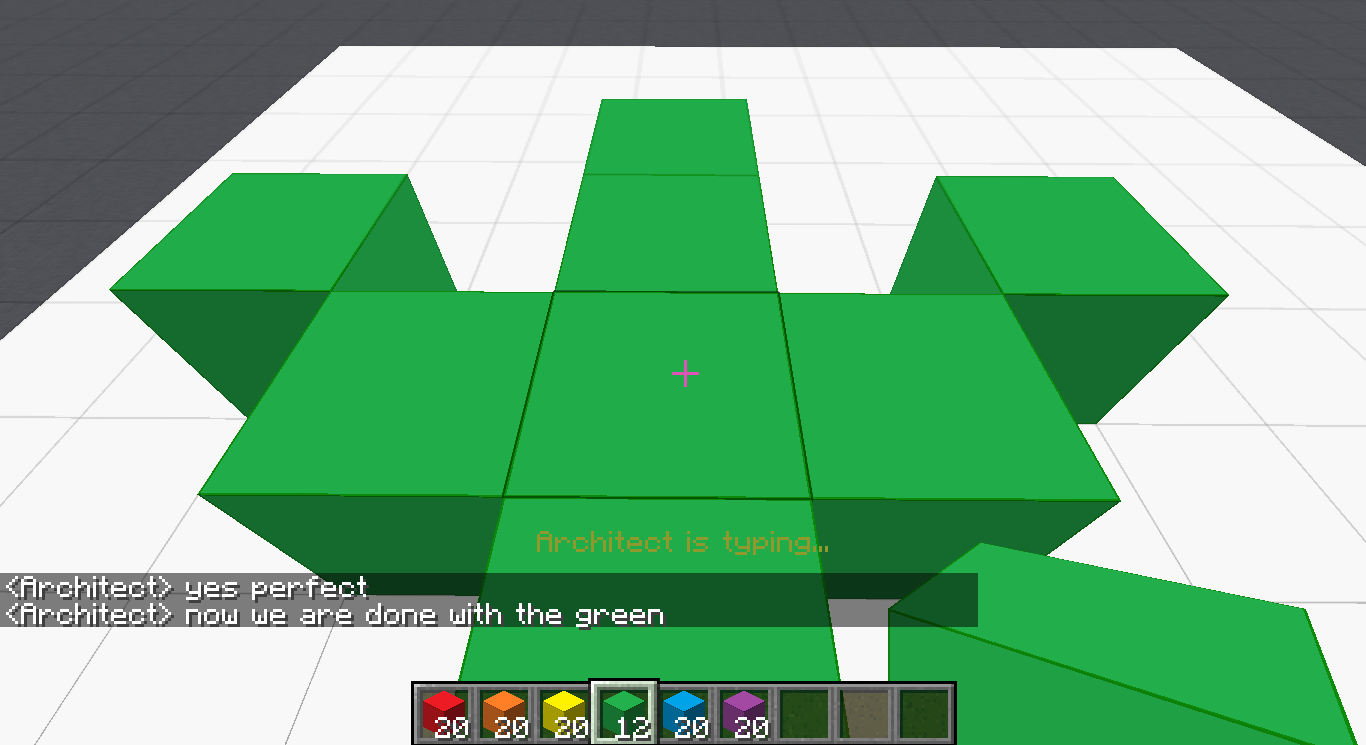 Architect is typing...
<Architect> yes perfect
<Architect> now we are done with the green
20 20 20 12 20 20